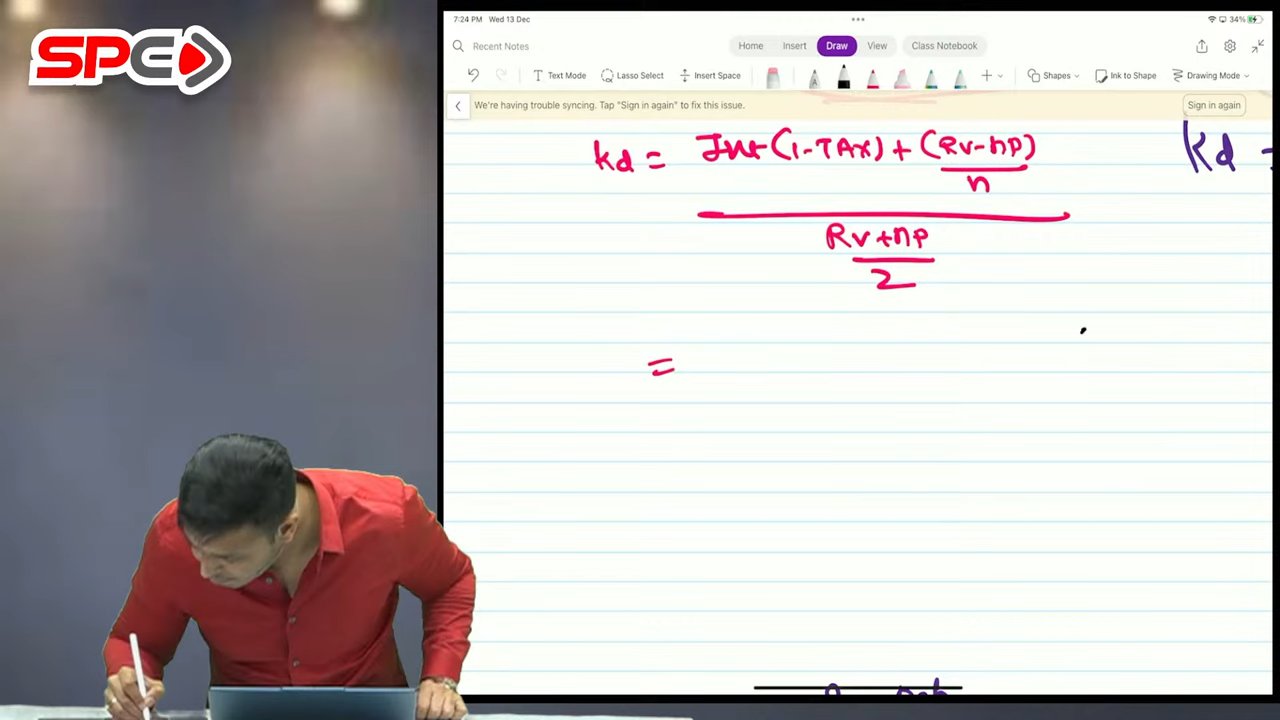 SPED
7:24 PM Wed 13 Dec
34%
Recent Notes
Home Insert Draw View Class Notebook
Text Mode Lasso Select Insert Space Shapes Ink to Shape Drawing Mode
We're having trouble syncing. Tap "Sign in again" to fix this issue.
Sign in again
kd = Int (1-TAX) + (RV-np)
n
RV+np
2
=
Kd =